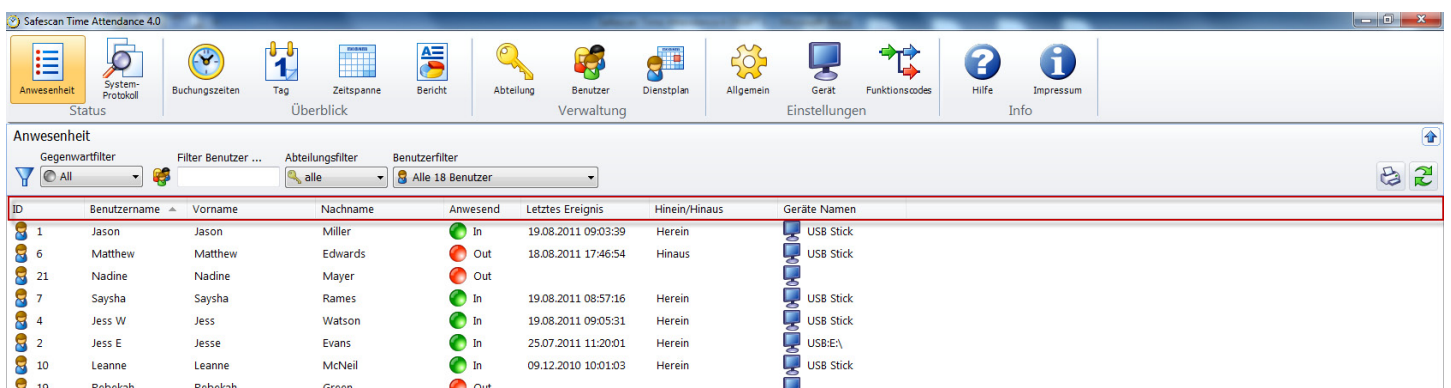 Safescan Time Attendance 4.0
Anwesenheit
System-
Protokoll
Buchungszeiten
Tag
Zeitspanne
Bericht
Abteilung
Benutzer
Dienstplan
Allgemein
Gerät
Funktionscodes
Hilfe
Impressum
Status
Überblick
Verwaltung
Einstellungen
Info
Anwesenheit
Gegenwartfilter Filter Benutzer ... Abteilungsfilter Benutzerfilter
All alle Alle 18 Benutzer
ID Benutzername Vorname Nachname Anwesend Letztes Ereignis Hinein/Hinaus Geräte Namen
1 Jason Jason Miller In 19.08.2011 09:03:39 Herein USB Stick
6 Matthew Matthew Edwards Out 18.08.2011 17:46:54 Hinaus USB Stick
21 Nadine Nadine Mayer Out
7 Saysha Saysha Rames In 19.08.2011 08:57:16 Herein USB Stick
4 Jess W Jess Watson In 19.08.2011 09:05:31 Herein USB Stick
2 Jess E Jesse Evans In 25.07.2011 11:20:01 Herein USB:E:\
10 Leanne Leanne McNeil In 09.12.2010 10:01:03 Herein USB Stick
19 Rebekah Rebekah Green Out